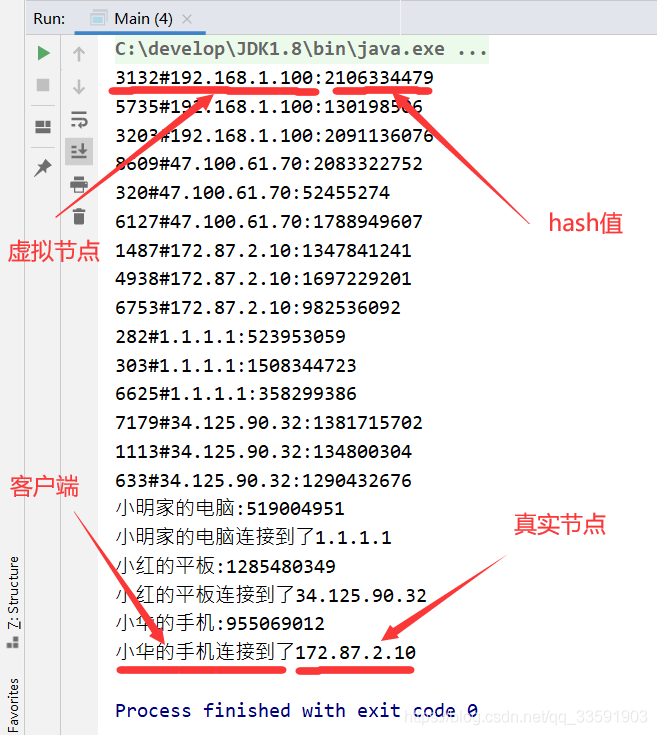 Run:
Main (4)
C:\develop\JDK1.8\bin\java.exe ...
3132#192.168.1.100:2106334479
5735#192.168.1.100:130198506
3203#192.168.1.100:2091136076
8609#47.100.61.70:2083322752
320#47.100.61.70:52455274
6127#47.100.61.70:1788949607
1487#172.87.2.10:1347841241
4938#172.87.2.10:1697229201
6753#172.87.2.10:982536092
282#1.1.1.1:523953059
303#1.1.1.1:1508344723
6625#1.1.1.1:358299386
7179#34.125.90.32:1381715702
1113#34.125.90.32:134800304
633#34.125.90.32:1290432676
小明家的电脑:519004951
小明家的电脑连接到了1.1.1.1
小红的平板:1285480349
小红的平板连接到了34.125.90.32
小华的手机:955069012
小华的手机连接到了172.87.2.10
Process finished with exit code 0
虚拟节点
hash值
客户端
真实节点
Z: Structure
Favorites
https://blog.csdn.net/qq_33591903